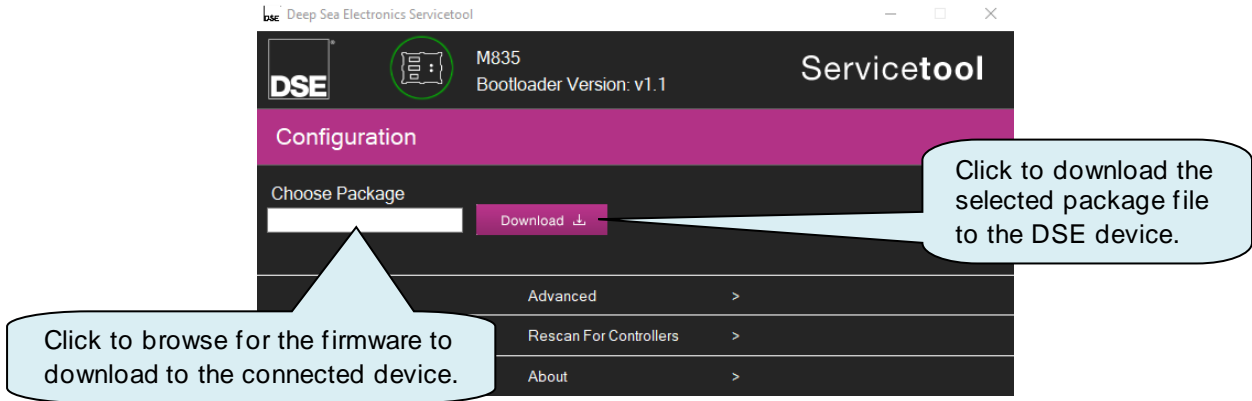 DSE Deep Sea Electronics Servicetool
DSE
M835
Bootloader Version: v1.1
Servicetool
Configuration
Choose Package
Download
Click to download the
selected package file
to the DSE device.
Advanced >
Click to browse for the firmware to
download to the connected device.
Rescan For Controllers >
About >